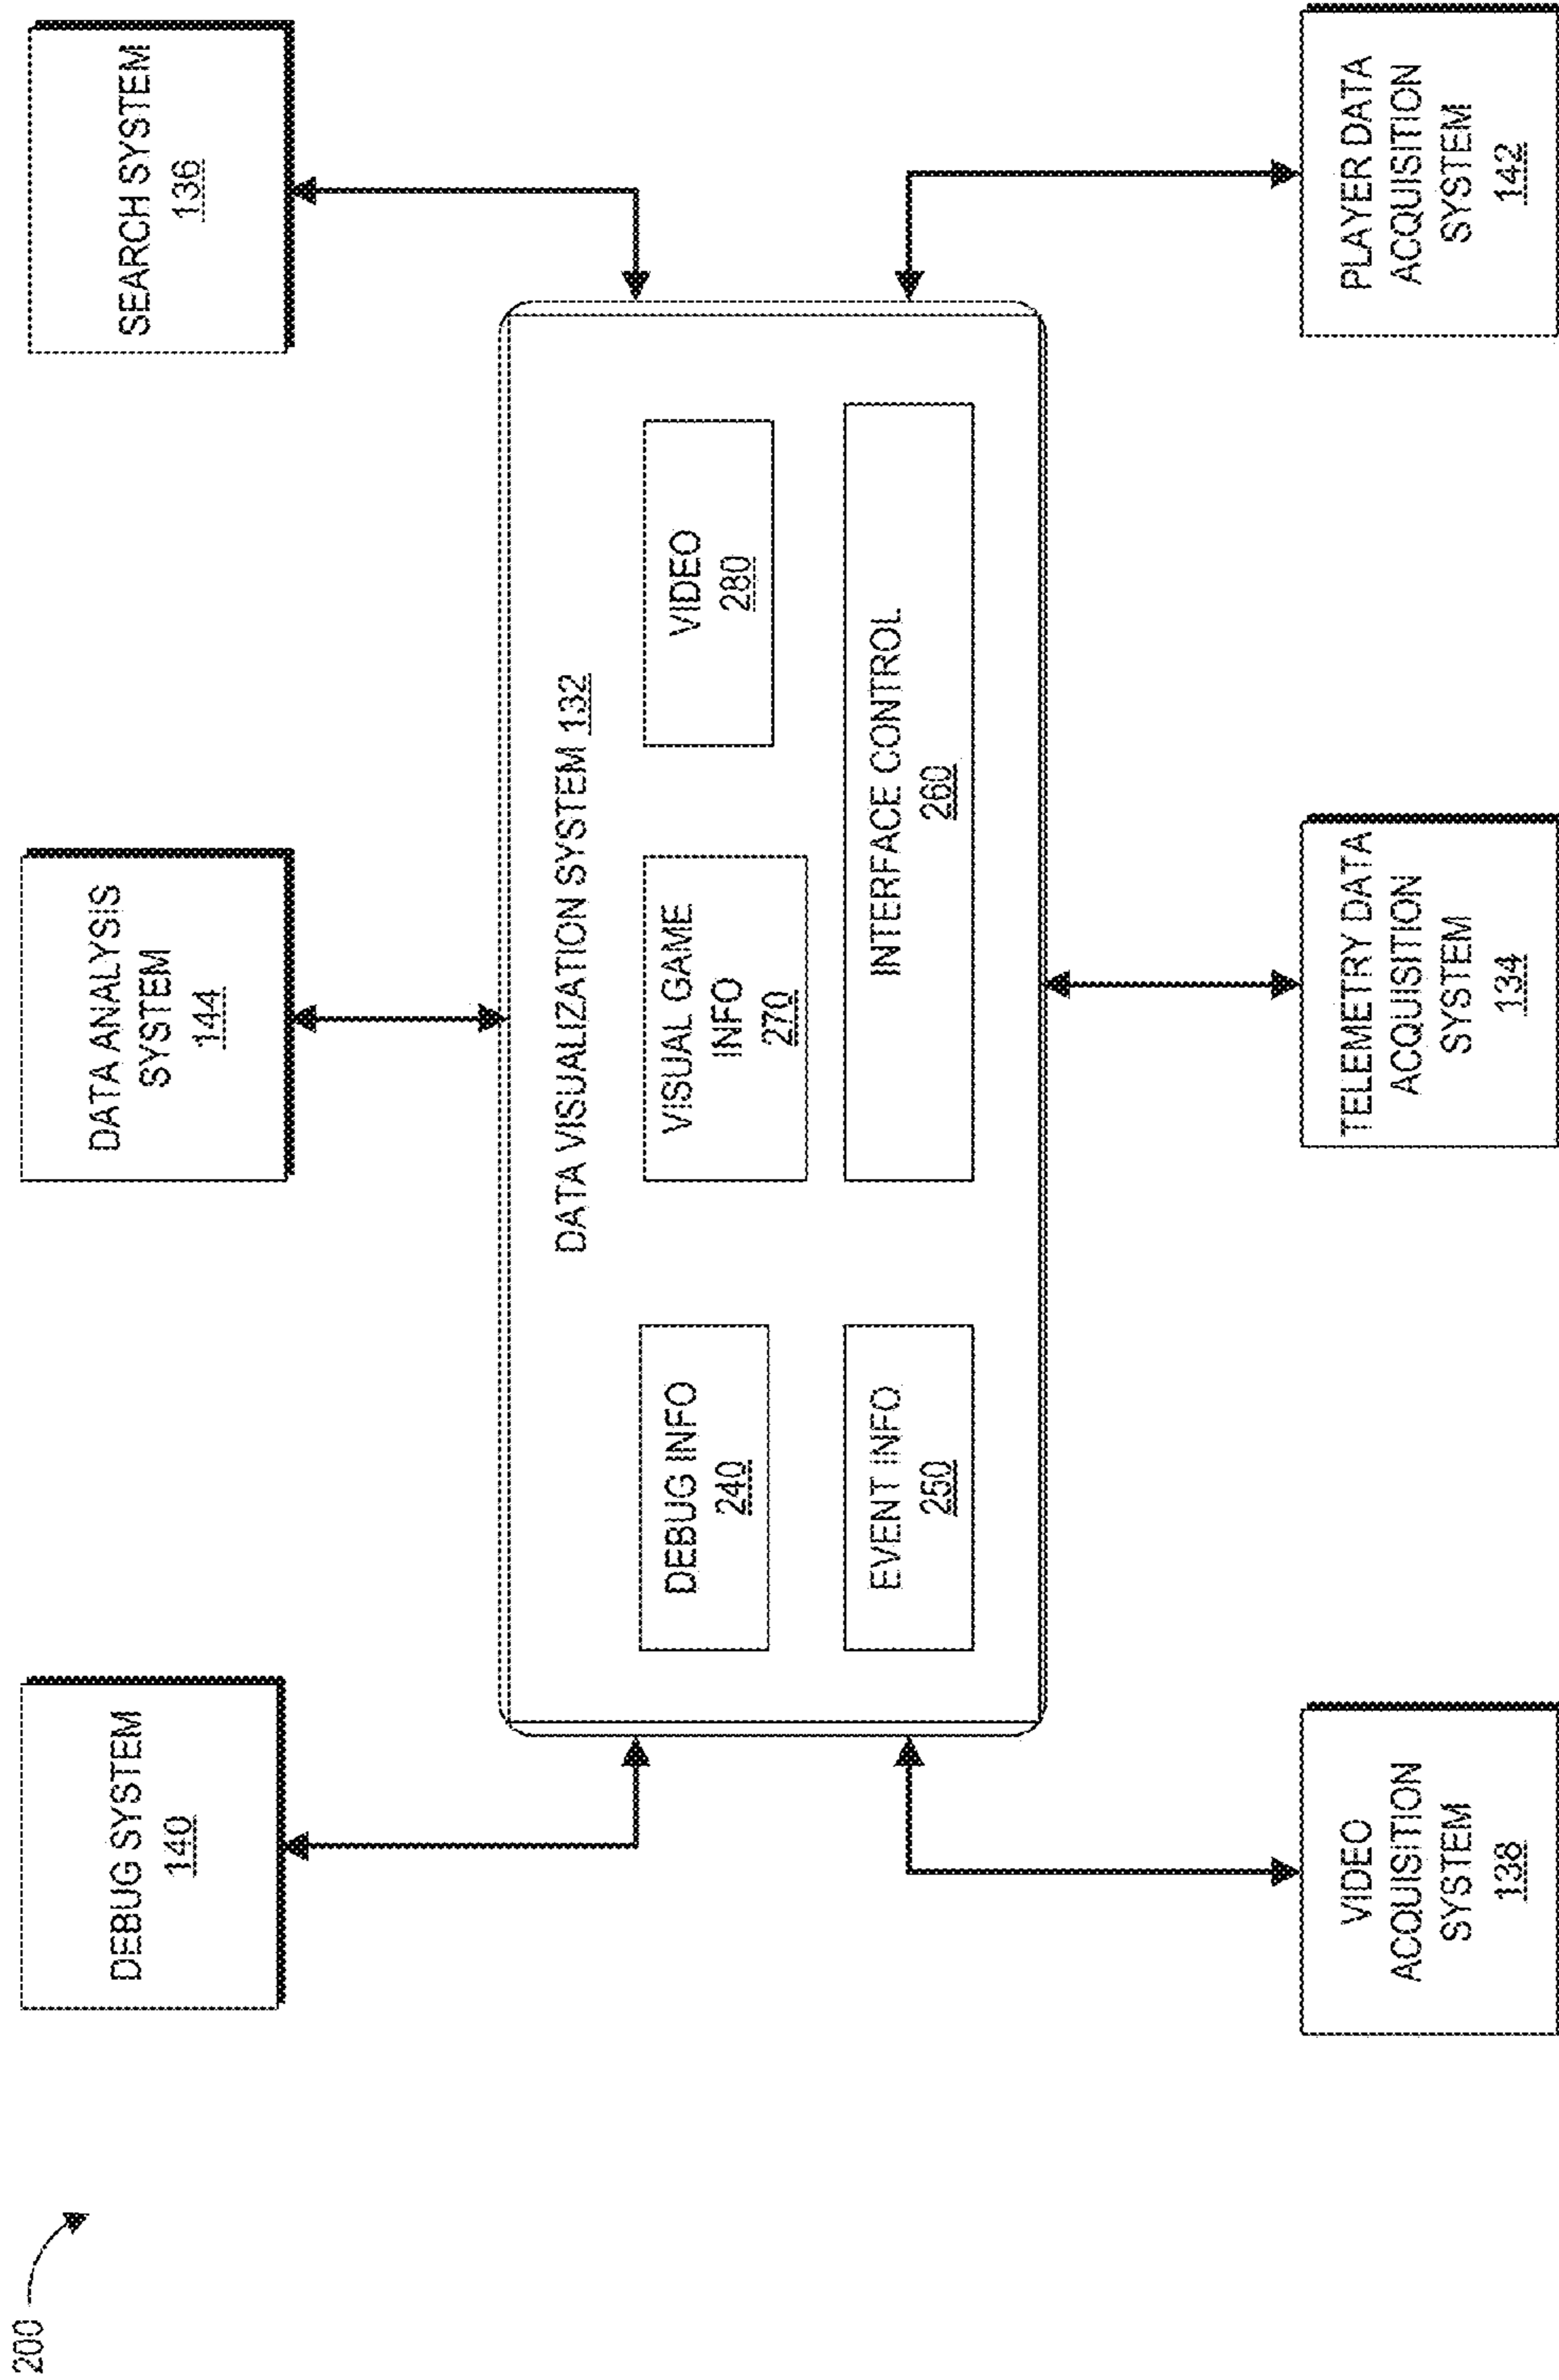 200
DEBUG SYSTEM
140
DATA ANALYSIS
SYSTEM
144
SEARCH SYSTEM
136
DATA VISUALIZATION SYSTEM 132
DEBUG INFO
240
VISUAL GAME
INFO
270
VIDEO
280
EVENT INFO
250
INTERFACE CONTROL
260
VIDEO
ACQUISITION
SYSTEM
138
TELEMETRY DATA
ACQUISITION
SYSTEM
134
PLAYER DATA
ACQUISITION
SYSTEM
142